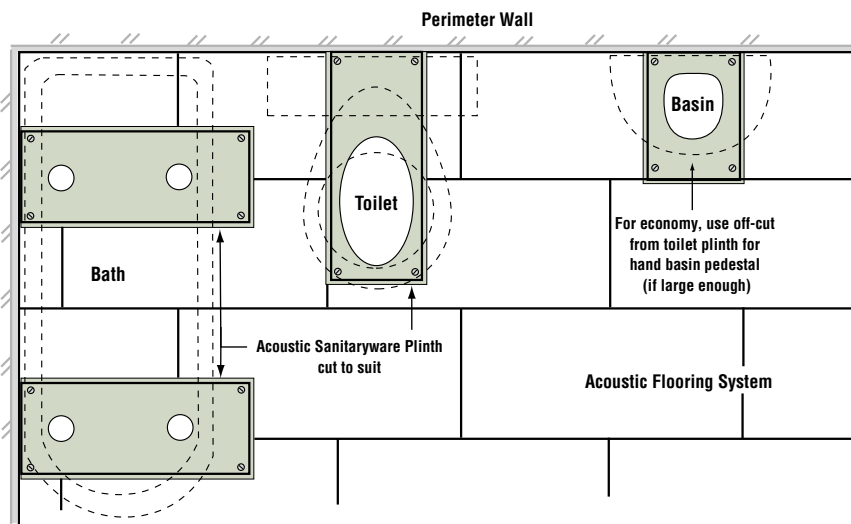 Perimeter Wall
Basin
Toilet
For economy, use off-cut
from toilet plinth for
hand basin pedestal
(if large enough)
Bath
Acoustic Sanitaryware Plinth
cut to suit
Acoustic Flooring System